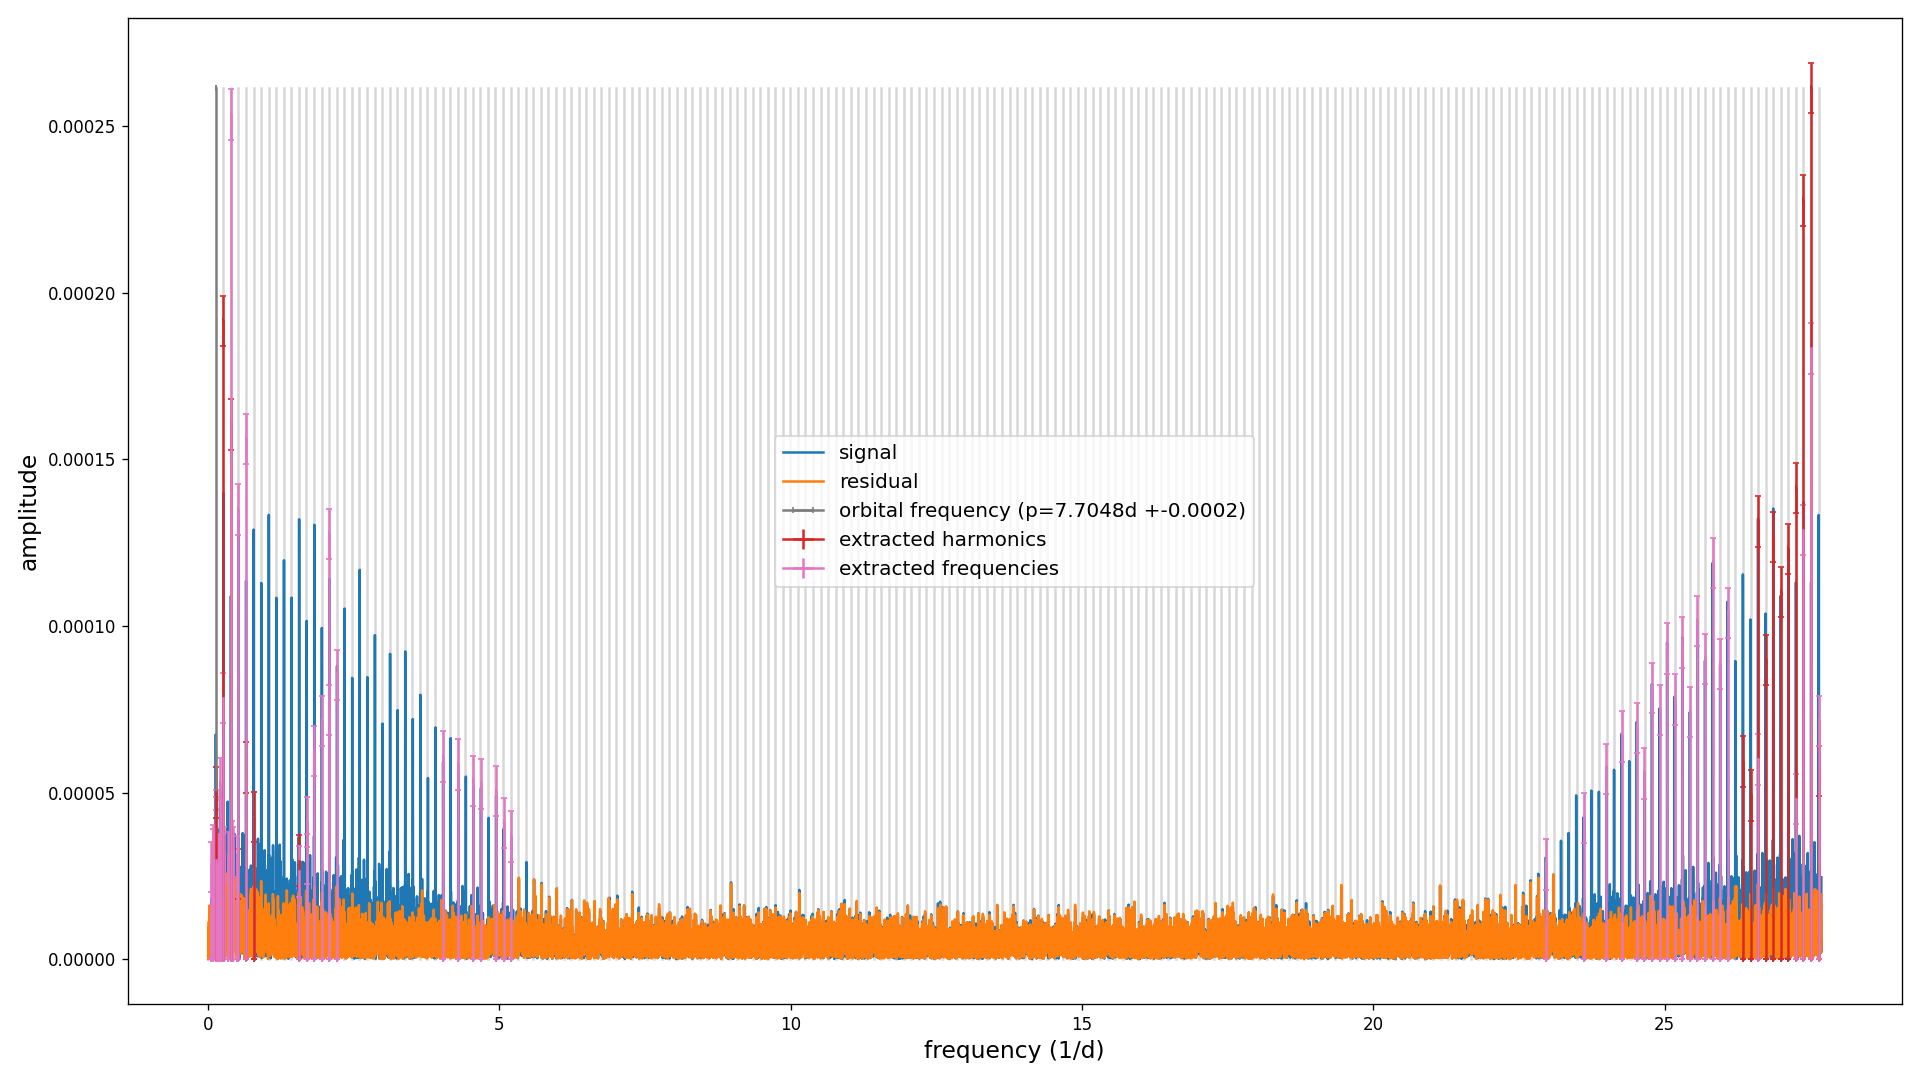 0.00025
0.00020
0.00015
0.00010
0.00005
0.00000
amplitude
signal
residual
orbital frequency (p=7.7048d +-0.0002)
extracted harmonics
extracted frequencies
0 5 10 15 20 25
frequency (1/d)